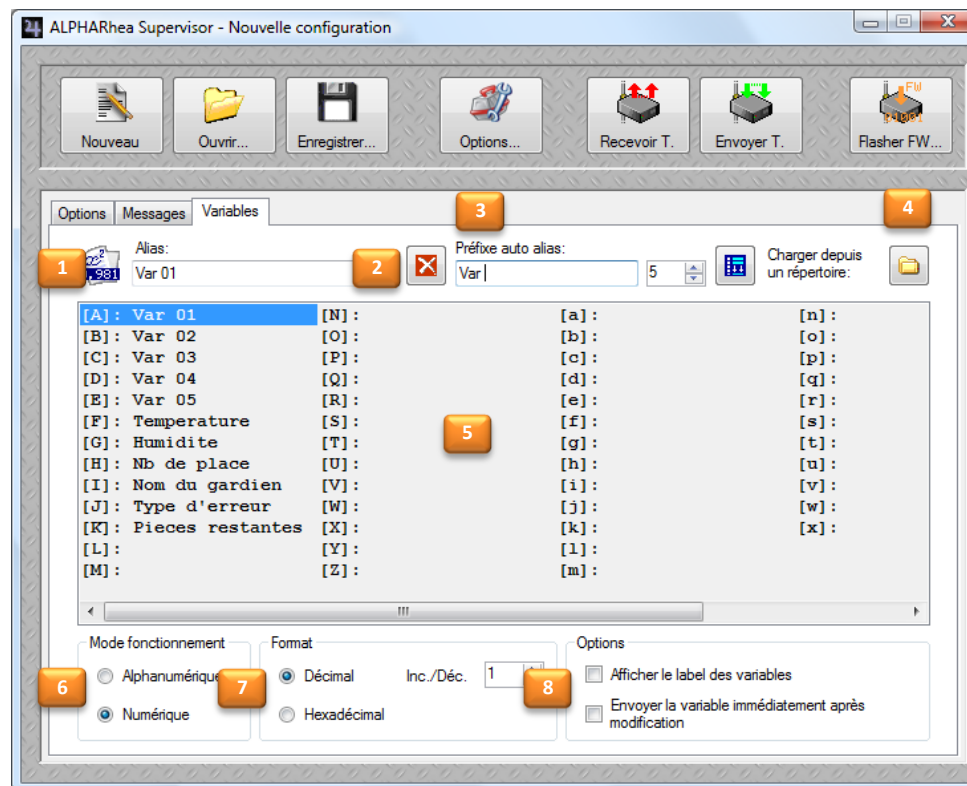 ALPHARhea Supervisor - Nouvelle configuration
FW
Nouveau Ouvrir... Enregistrer... Options... Recevoir T. Envoyer T. Flasher FW...
Options Messages Variables 3 4
1 Alias: 2 Préfixe auto alias: Charger depuis un répertoire:
981 Var 01 Var 5
[A]: Var 01 [N]: [a]: [n]:
[B]: Var 02 [O]: [b]: [o]:
[C]: Var 03 [P]: [c]: [p]:
[D]: Var 04 [Q]: [d]: [q]:
[E]: Var 05 [R]: [e]: [r]:
[F]: Temperature [S]: [f]: [s]:
[G]: Humidite [T]: 5 [g]: [t]:
[H]: Nb de place [U]: [h]: [u]:
[I]: Nom du gardien [V]: [i]: [v]:
[J]: Type d'erreur [W]: [j]: [w]:
[K]: Pieces restantes [X]: [k]: [x]:
[L]: [Y]: [l]:
[M]: [Z]: [m]:
Mode fonctionnement Format Options
6 Alphanumérique 7 Décimal Inc./Déc. 1 8 Afficher le label des variables
Numérique Hexadécimal Envoyer la variable immédiatement après
modification